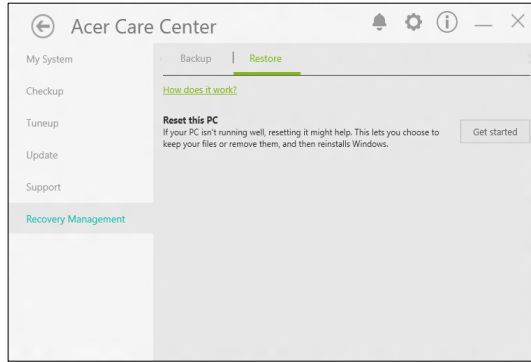 Acer Care Center
My System
Checkup
Tuneup
Update
Support
Recovery Management
Backup
Restore
How does it work?
Reset this PC
If your PC isn't running well, resetting it might help. This lets you choose to
keep your files or remove them, and then reinstalls Windows.
Get started